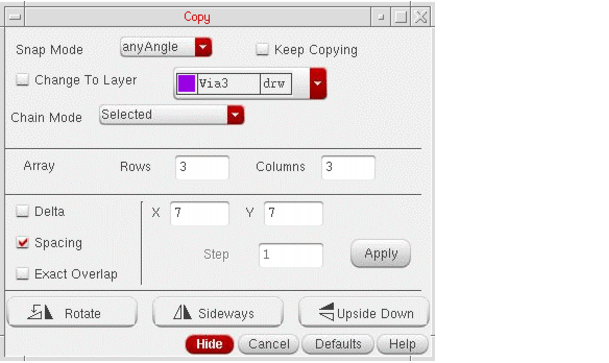 Copy
Snap Mode anyAngle Keep Copying
Change To Layer Via3 drw
Chain Mode Selected
Array Rows 3 Columns 3
Delta X 7 Y 7
Spacing
Step 1 Apply
Exact Overlap
Rotate Sideways Upside Down
Hide Cancel Defaults Help